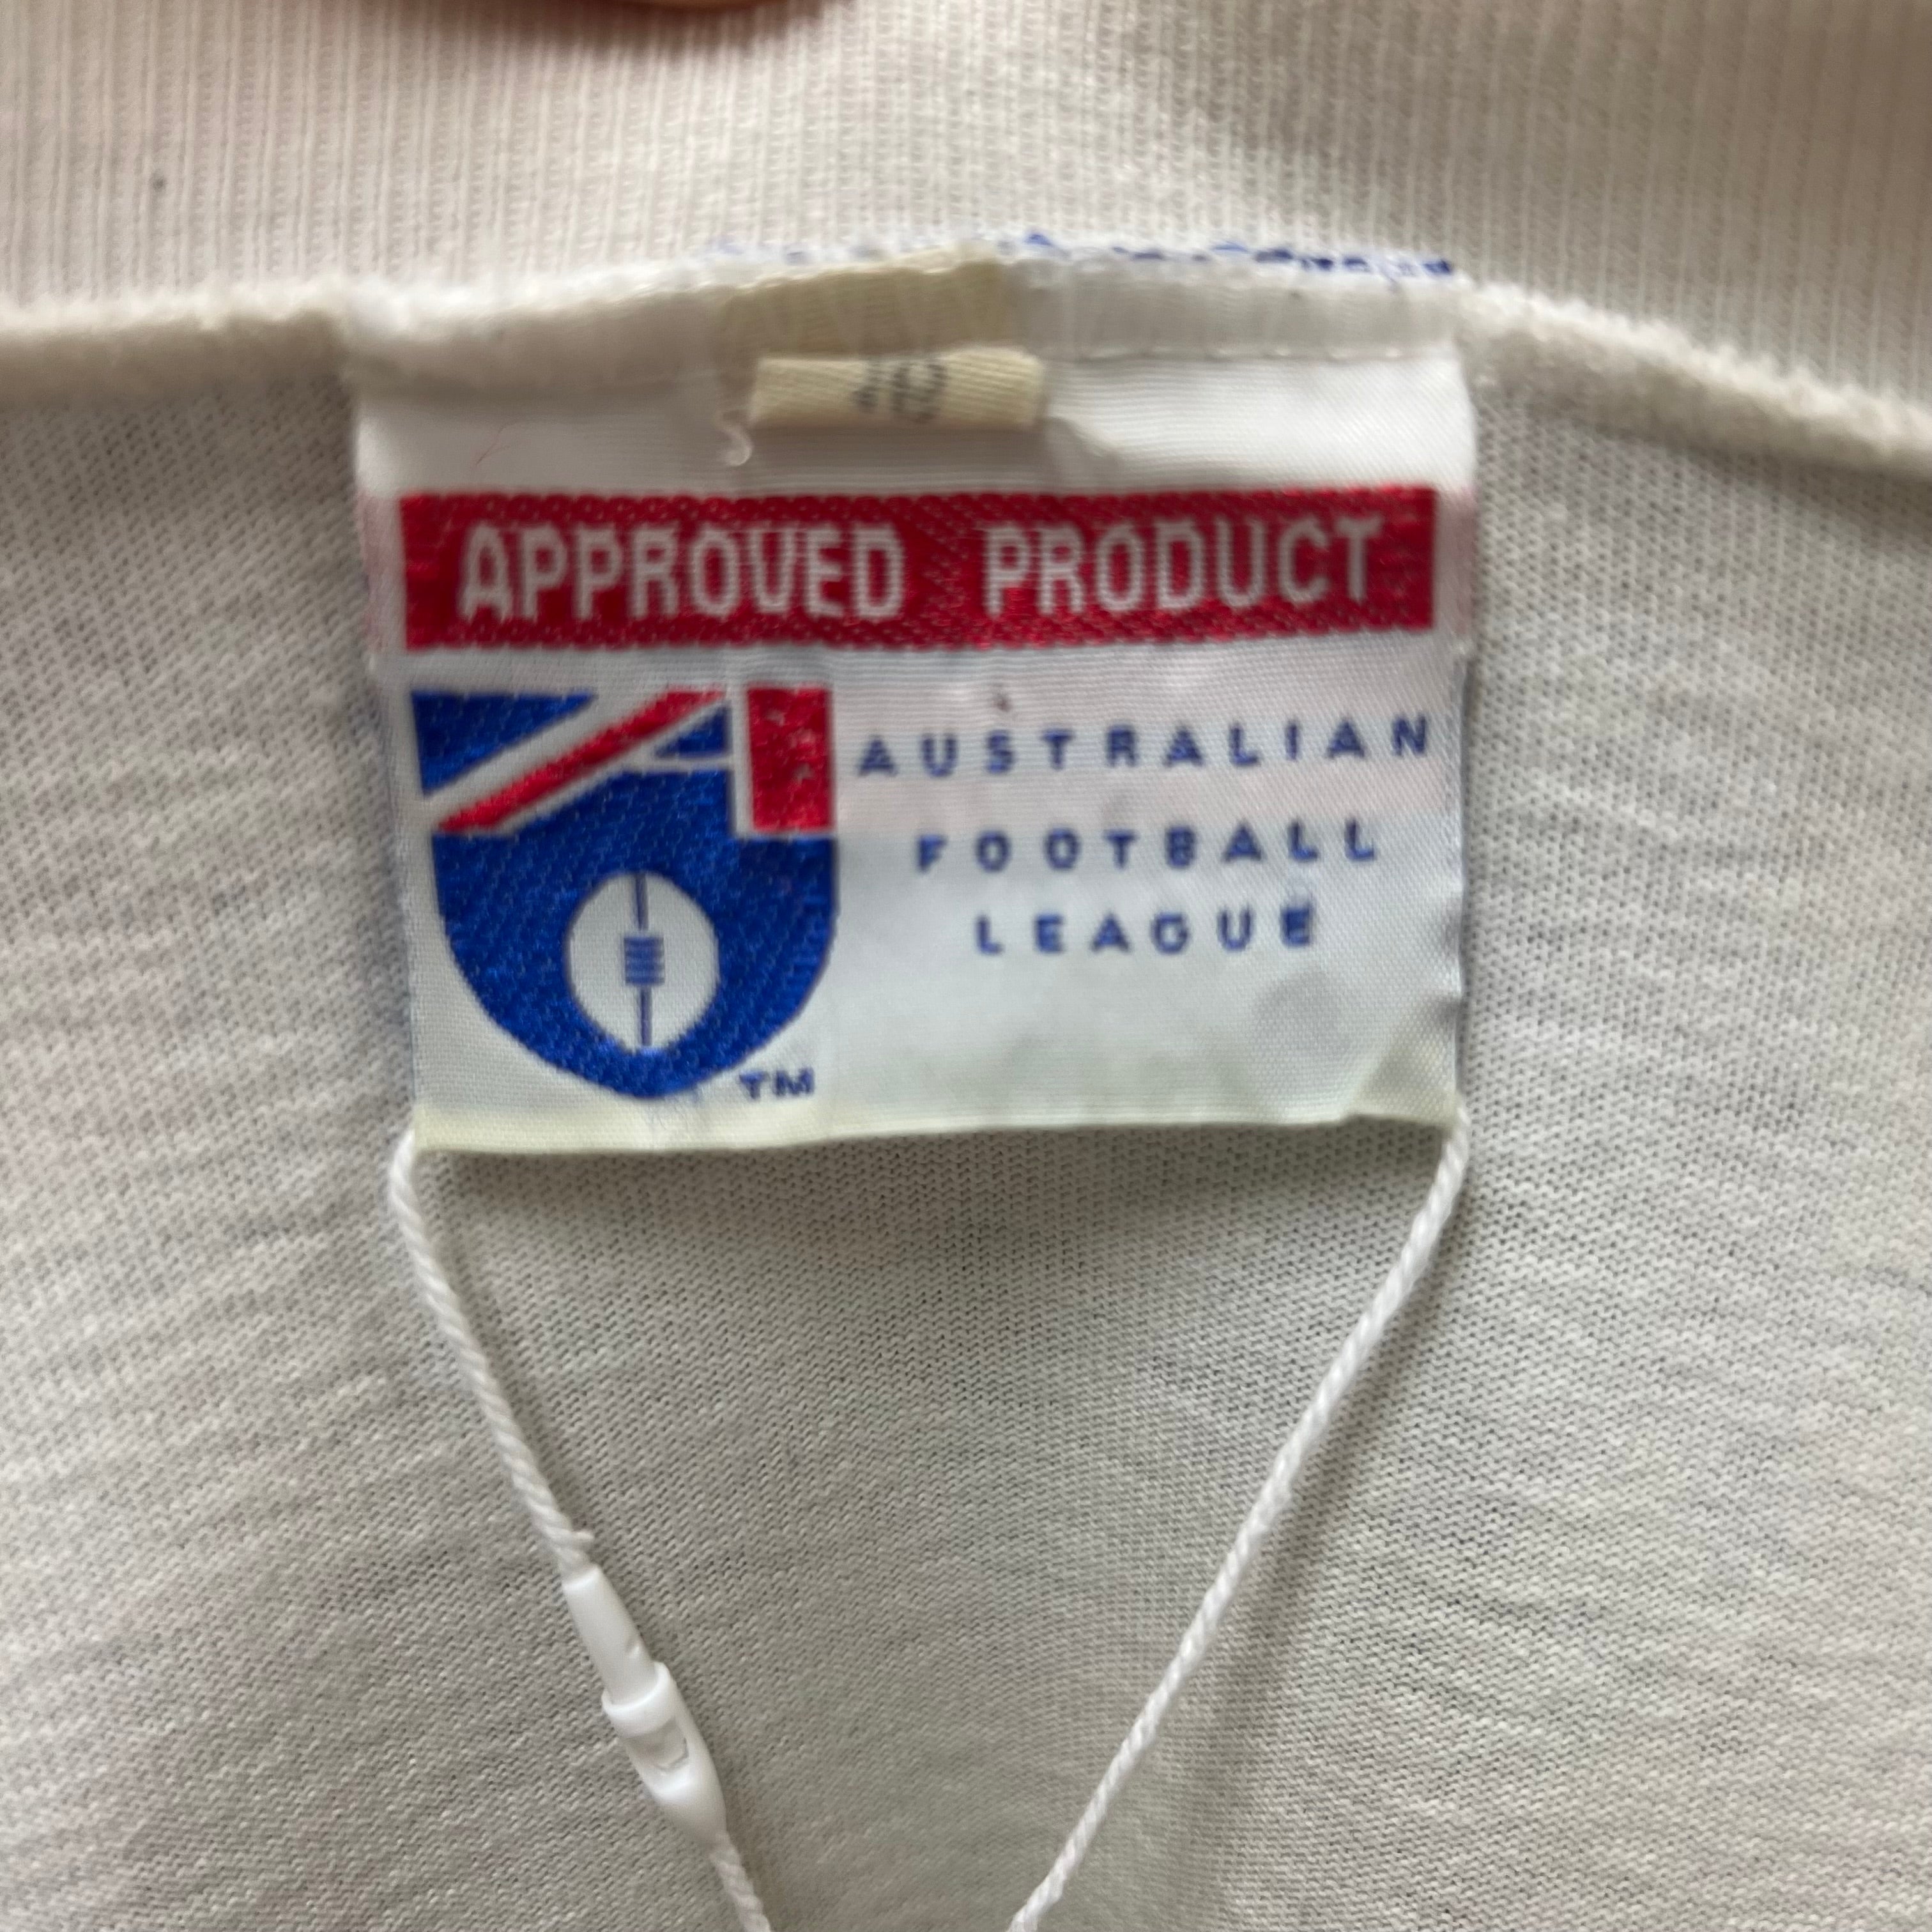 APPROVED PRODUCT
AUSTRALIAN
FOOTBALL
LEAGUE
TM